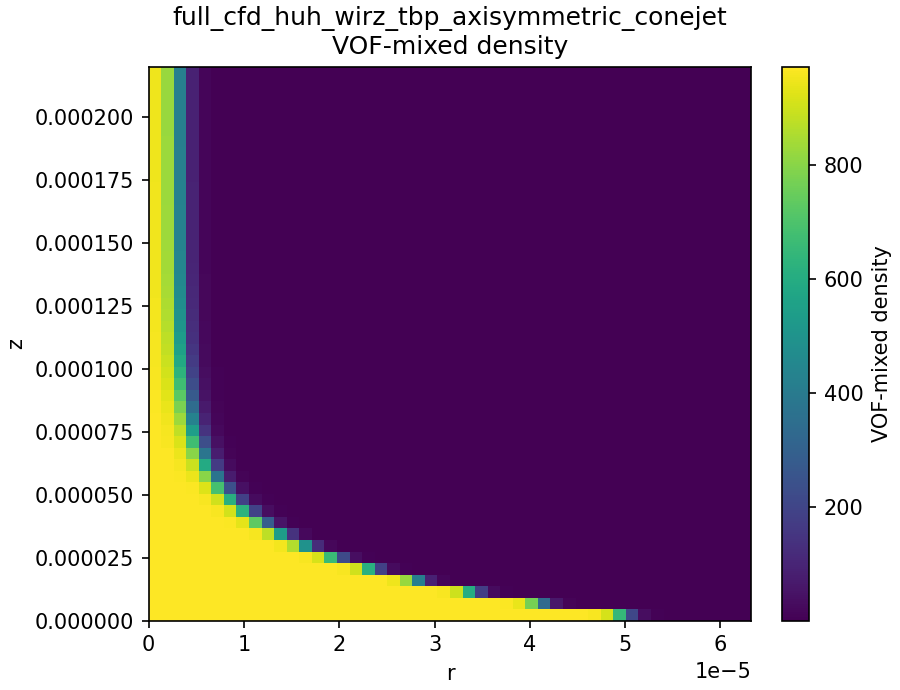 full_cfd_huh_wirz_tbp_axisymmetric_conejet
VOF-mixed density
0.000200
0.000175
0.000150
0.000125
0.000100
0.000075
0.000050
0.000025
0.000000
z
0 1 2 3 4 5 6
1e−5
r
800
600
400
200
VOF-mixed density